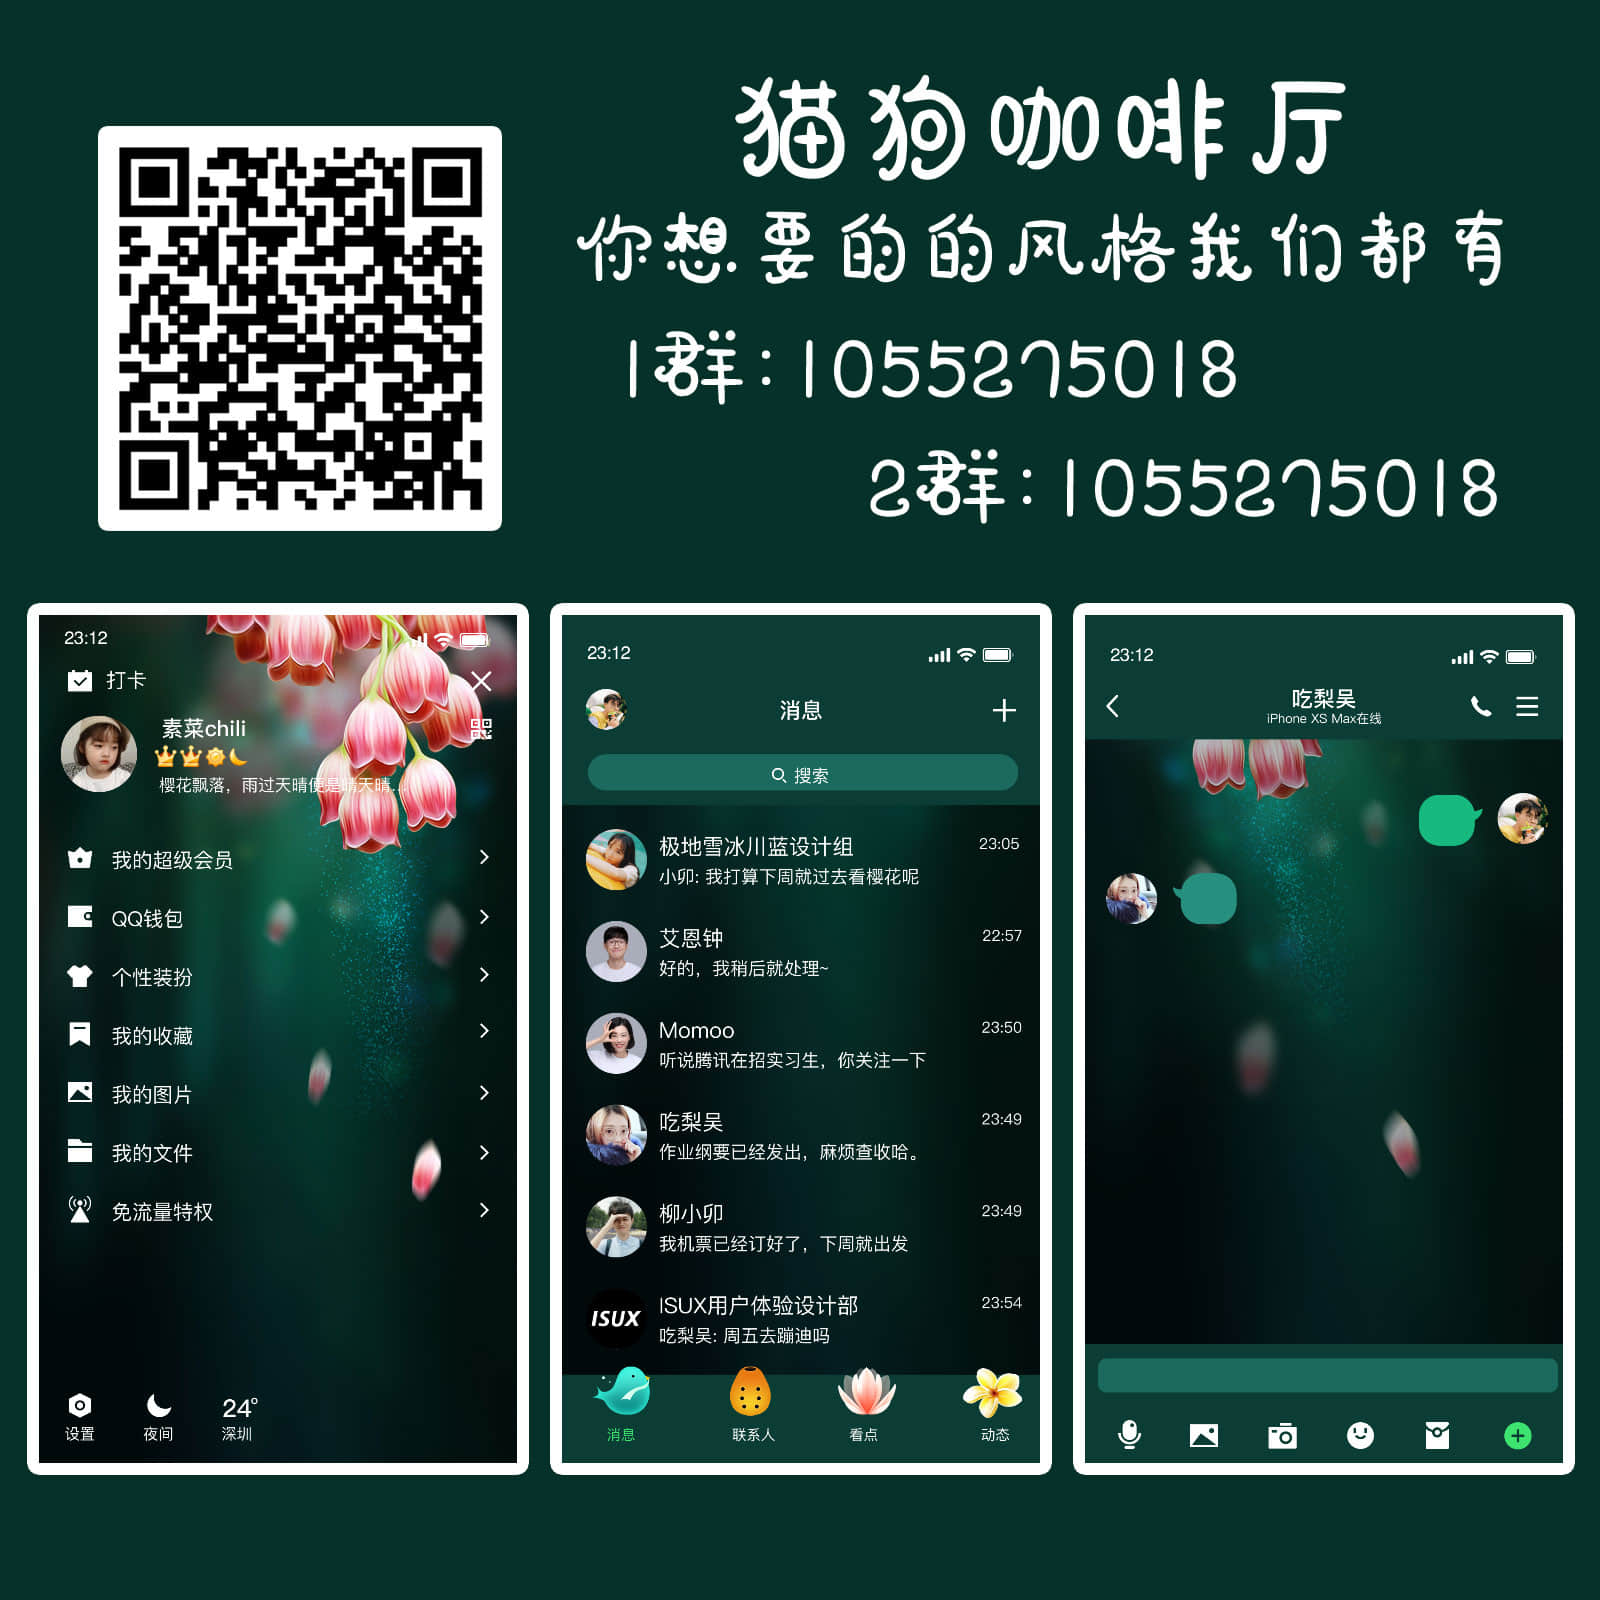 猫狗咖啡厅
你想要的的风格我们都有
1群:1055275018
2群:1055275018
23:12
打卡
素菜chili
樱花飘落，雨过天晴便是晴天晴...
我的超级会员
QQ钱包
个性装扮
我的收藏
我的图片
我的文件
免流量特权
24°
设置 夜间 深圳
23:12
消息
搜索
极地雪冰川蓝设计组 23:05
小卯: 我打算下周就过去看樱花呢
艾恩钟 22:57
好的，我稍后就处理~
Momoo 23:50
听说腾讯在招实习生，你关注一下
吃梨吴 23:49
作业纲要已经发出，麻烦查收哈。
柳小卯 23:49
我机票已经订好了，下周就出发
ISUX
ISUX用户体验设计部 23:54
吃梨吴: 周五去蹦迪吗
消息 联系人 看点 动态
23:12
吃梨吴
iPhone XS Max在线